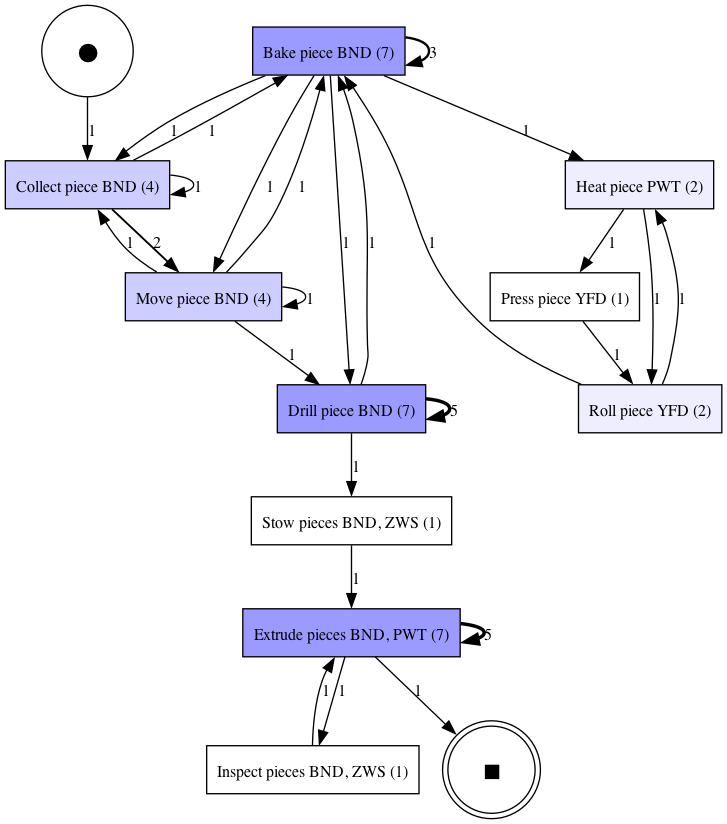 Bake piece BND (7)
3
1
1
1
1
Collect piece BND (4)
1
Heat piece PWT (2)
1
2
1
1
1
1
1
1
1
1
Move piece BND (4)
1
Press piece YFD (1)
1
1
Drill piece BND (7)
5
Roll piece YFD (2)
1
Stow pieces BND, ZWS (1)
1
Extrude pieces BND, PWT (7)
5
1
1
1
Inspect pieces BND, ZWS (1)